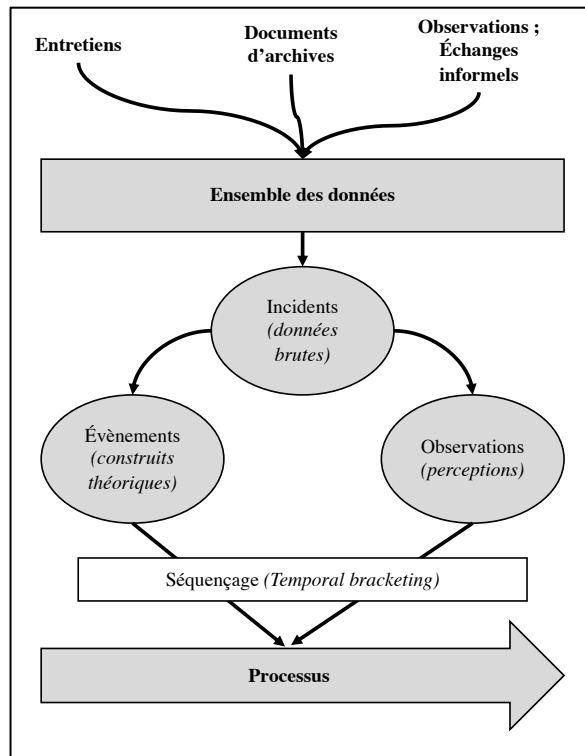 Entretiens
Documents
d'archives
Observations ;
Échanges
informels
Ensemble des données
Incidents
(données
brutes)
Évènements
(construits
théoriques)
Observations
(perceptions)
Séquençage (Temporal bracketing)
Processus